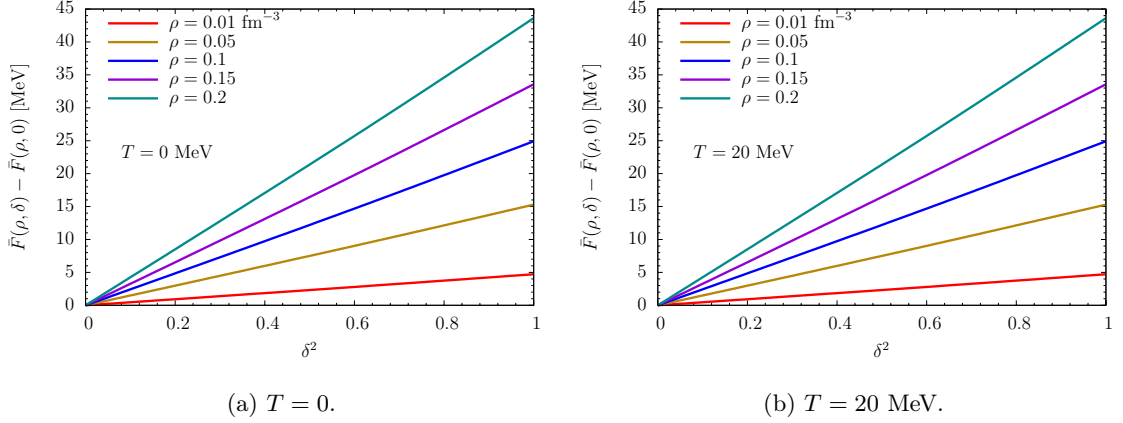 F̄(ρ, δ) − F̄(ρ, 0) [MeV]
45
40
35
30
25
20
15
10
5
0
ρ = 0.01 fm⁻³
ρ = 0.05
ρ = 0.1
ρ = 0.15
ρ = 0.2
T = 0 MeV
0 0.2 0.4 0.6 0.8 1
δ²
(a) T = 0.
F̄(ρ, δ) − F̄(ρ, 0) [MeV]
45
40
35
30
25
20
15
10
5
0
ρ = 0.01 fm⁻³
ρ = 0.05
ρ = 0.1
ρ = 0.15
ρ = 0.2
T = 20 MeV
0 0.2 0.4 0.6 0.8 1
δ²
(b) T = 20 MeV.